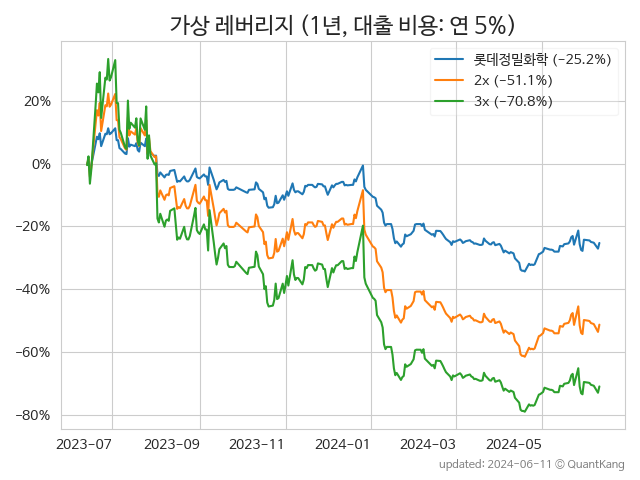 가상 레버리지 (1년, 대출 비용: 연 5%)
롯데정밀화학 (−25.2%)
2x (−51.1%)
3x (−70.8%)
20%
0%
−20%
−40%
−60%
−80%
2023-07
2023-09
2023-11
2024-01
2024-03
2024-05
updated: 2024-06-11 © QuantKang